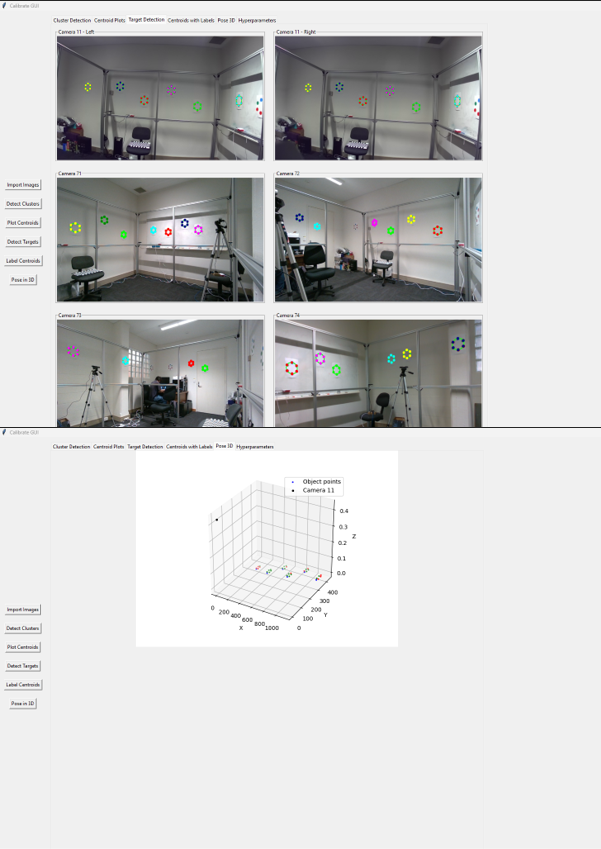 Calibrate GUI
Cluster Detection Centroid Plots Target Detection Centroids with Labels Pose 3D Hyperparameters
Camera 11 - Left
Camera 11 - Right
Camera 71
Camera 72
Import Images
Detect Clusters
Plot Centroids
Detect Targets
Label Centroids
Pose in 3D
Camera 73
Camera 74
Calibrate GUI
Cluster Detection Centroid Plots Target Detection Centroids with Labels Pose 3D Hyperparameters
Object points
Camera 11
0.4
0.3
Z
0.2
0.1
0.0
400
300
200
Y
100
0
0
200
400
600
800
1000
X
Import Images
Detect Clusters
Plot Centroids
Detect Targets
Label Centroids
Pose in 3D